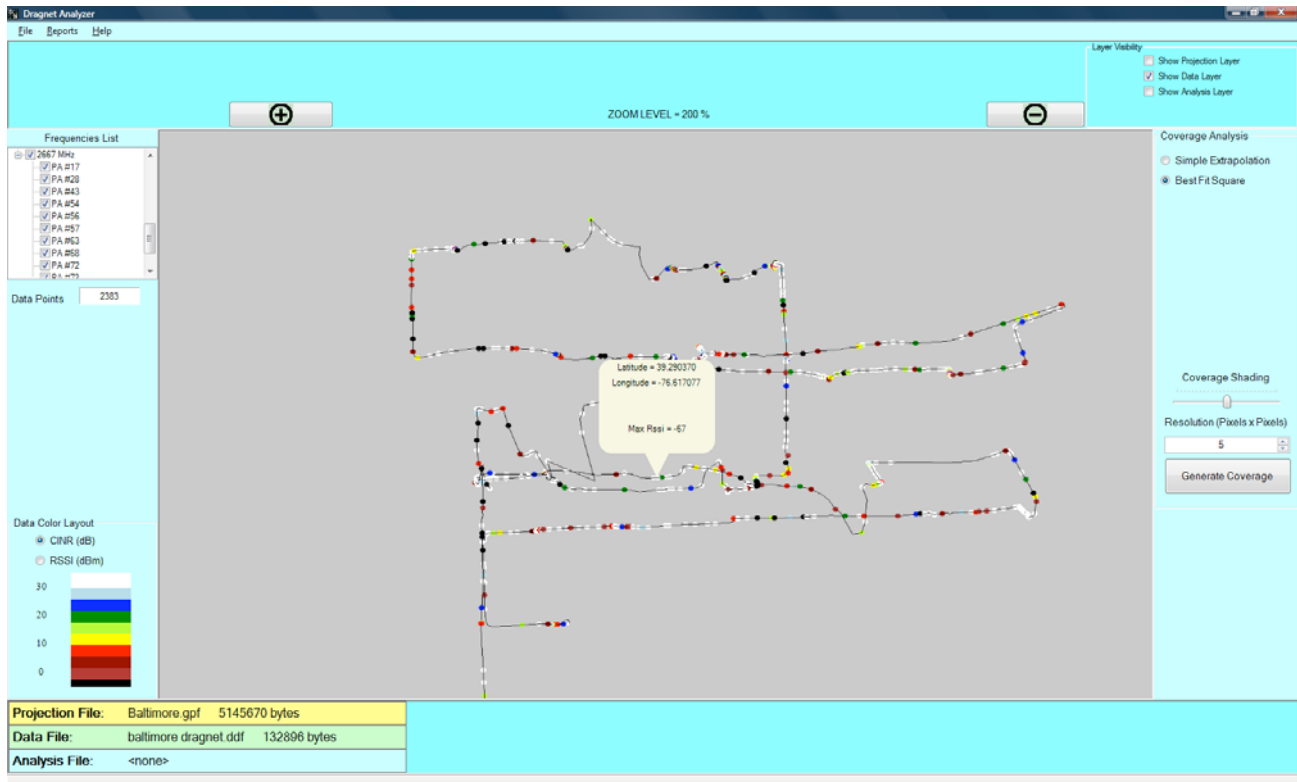 Dragnet Analyzer
File Reports Help
Layer Visibility
Show Projection Layer
Show Data Layer
Show Analysis Layer
ZOOM LEVEL = 200 %
Frequencies List
2667 MHz
PA #17
PA #28
PA #43
PA #54
PA #56
PA #57
PA #63
PA #68
PA #72
PA #73
Data Points 2383
Latitude = 39.290370
Longitude = -76.617077
Max Rssi = -67
Coverage Analysis
Simple Extrapolation
Best Fit Square
Coverage Shading
Resolution (Pixels x Pixels)
5
Generate Coverage
Data Color Layout
CINR (dB)
RSSI (dBm)
30
20
10
0
Projection File: Baltimore.gpf 5145670 bytes
Data File: baltimore dragnet.ddf 132896 bytes
Analysis File: <none>